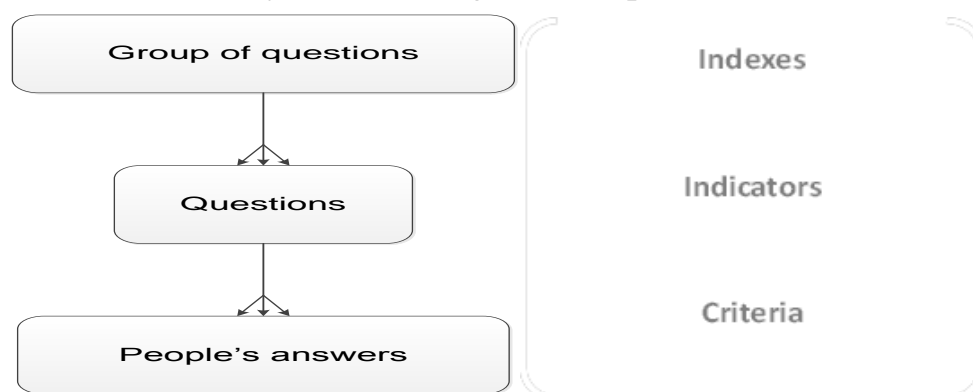 Group of questions
Indexes
Questions
Indicators
Criteria
People's answers